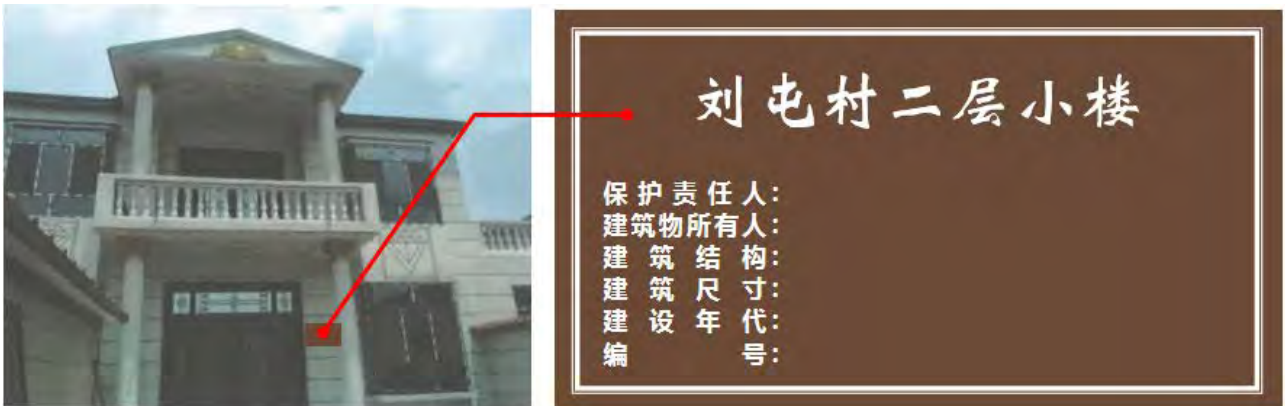 刘屯村二层小楼
保护责任人：
建筑物所有人：
建筑结构：
建筑尺寸：
建设年代：
编号：